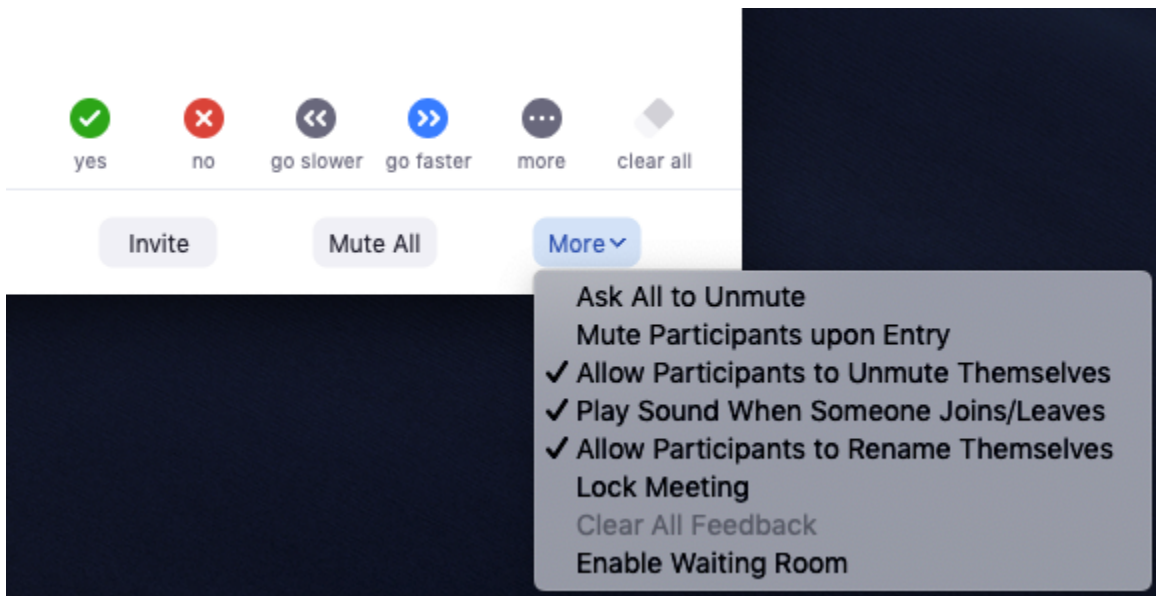 yes no go slower go faster more clear all
Invite Mute All More
Ask All to Unmute
Mute Participants upon Entry
✓ Allow Participants to Unmute Themselves
✓ Play Sound When Someone Joins/Leaves
✓ Allow Participants to Rename Themselves
Lock Meeting
Clear All Feedback
Enable Waiting Room